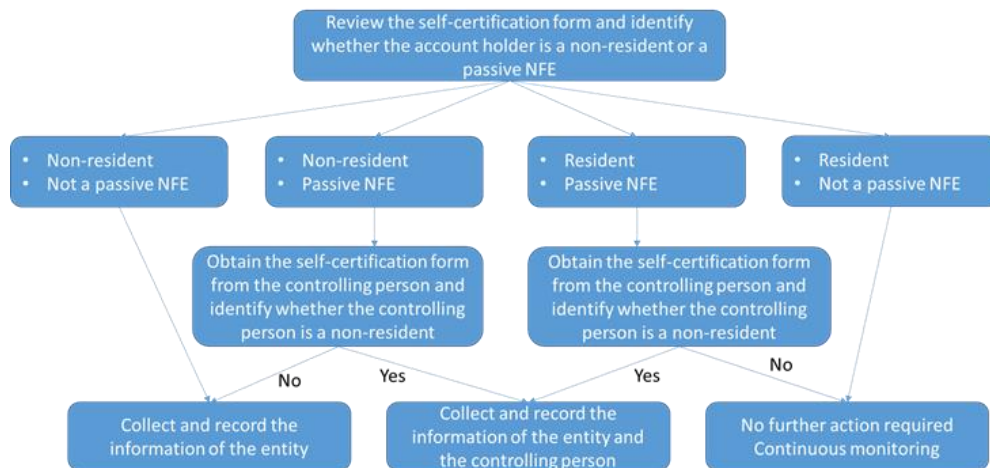 Review the self-certification form and identify
whether the account holder is a non-resident or a
passive NFE
• Non-resident
• Not a passive NFE
• Non-resident
• Passive NFE
• Resident
• Passive NFE
• Resident
• Not a passive NFE
Obtain the self-certification form
from the controlling person and
identify whether the controlling
person is a non-resident
Obtain the self-certification form
from the controlling person and
identify whether the controlling
person is a non-resident
No
Yes
Yes
No
Collect and record the
information of the entity
Collect and record the
information of the entity and
the controlling person
No further action required
Continuous monitoring